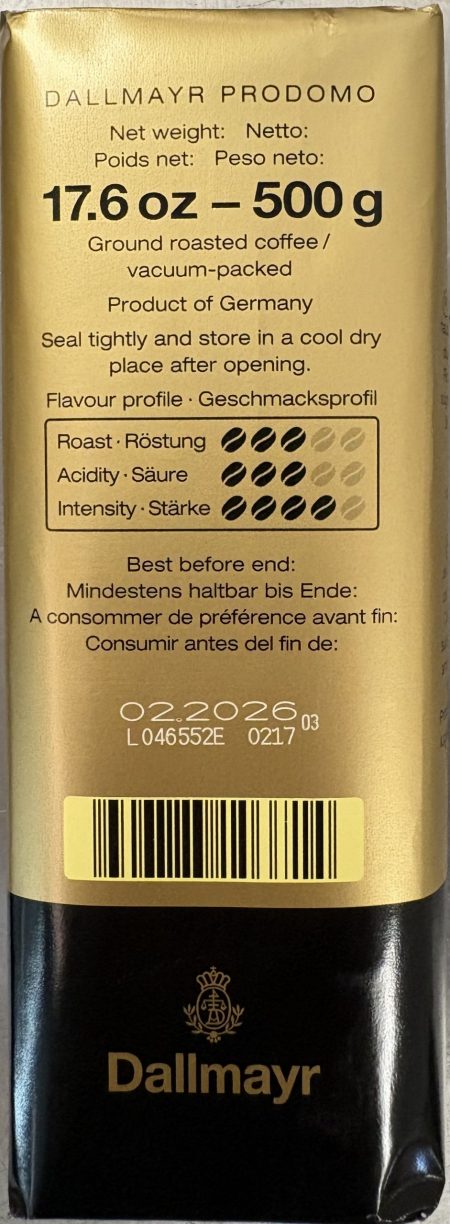 DALLMAYR PRODOMO
Net weight: Netto:
Poids net: Peso neto:
17.6 oz – 500 g
Ground roasted coffee /
vacuum-packed
Product of Germany
Seal tightly and store in a cool dry
place after opening.
Flavour profile · Geschmacksprofil
Roast · Röstung
Acidity · Säure
Intensity · Stärke
Best before end:
Mindestens haltbar bis Ende:
A consommer de préférence avant fin:
Consumir antes del fin de:
02.2026 03
L046552E 0217
Dallmayr